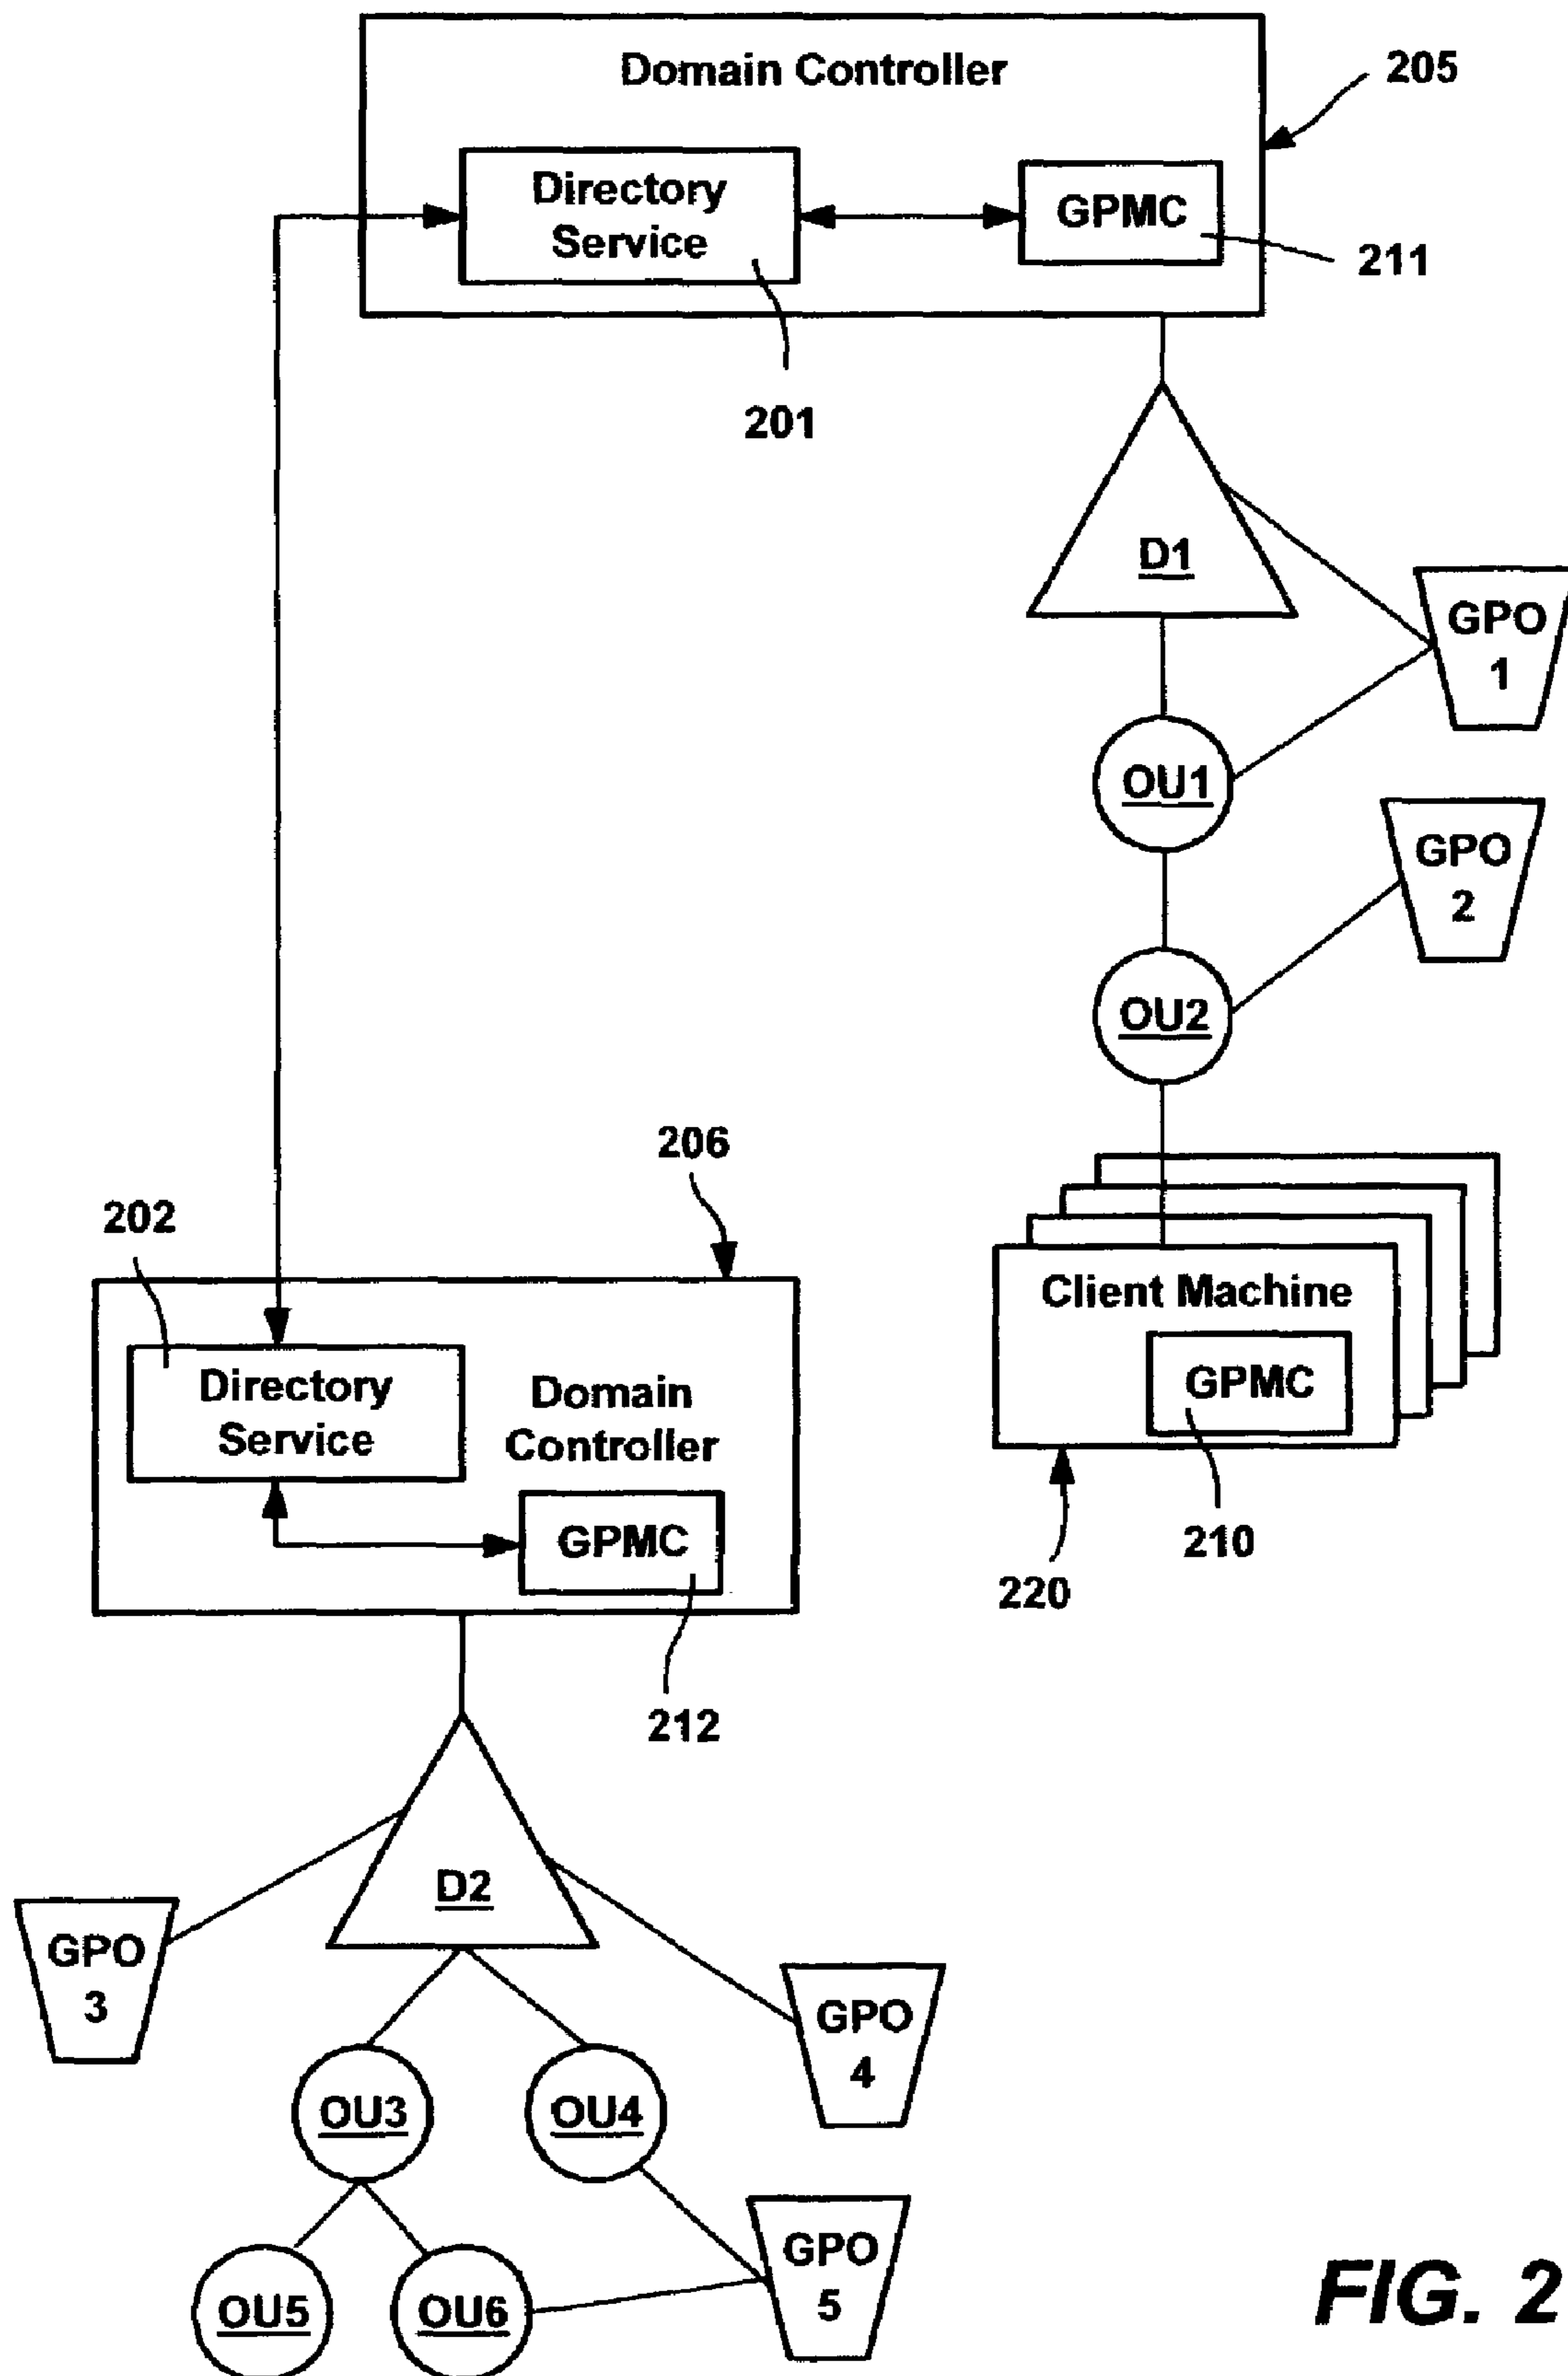 Domain Controller
205
Directory
Service
GPMC
211
201
D1
GPO
1
OU1
GPO
2
OU2
206
202
Client Machine
GPMC
Directory
Service
Domain
Controller
GPMC
210
220
212
D2
GPO
3
GPO
4
OU3
OU4
GPO
5
OU5
OU6
FIG. 2